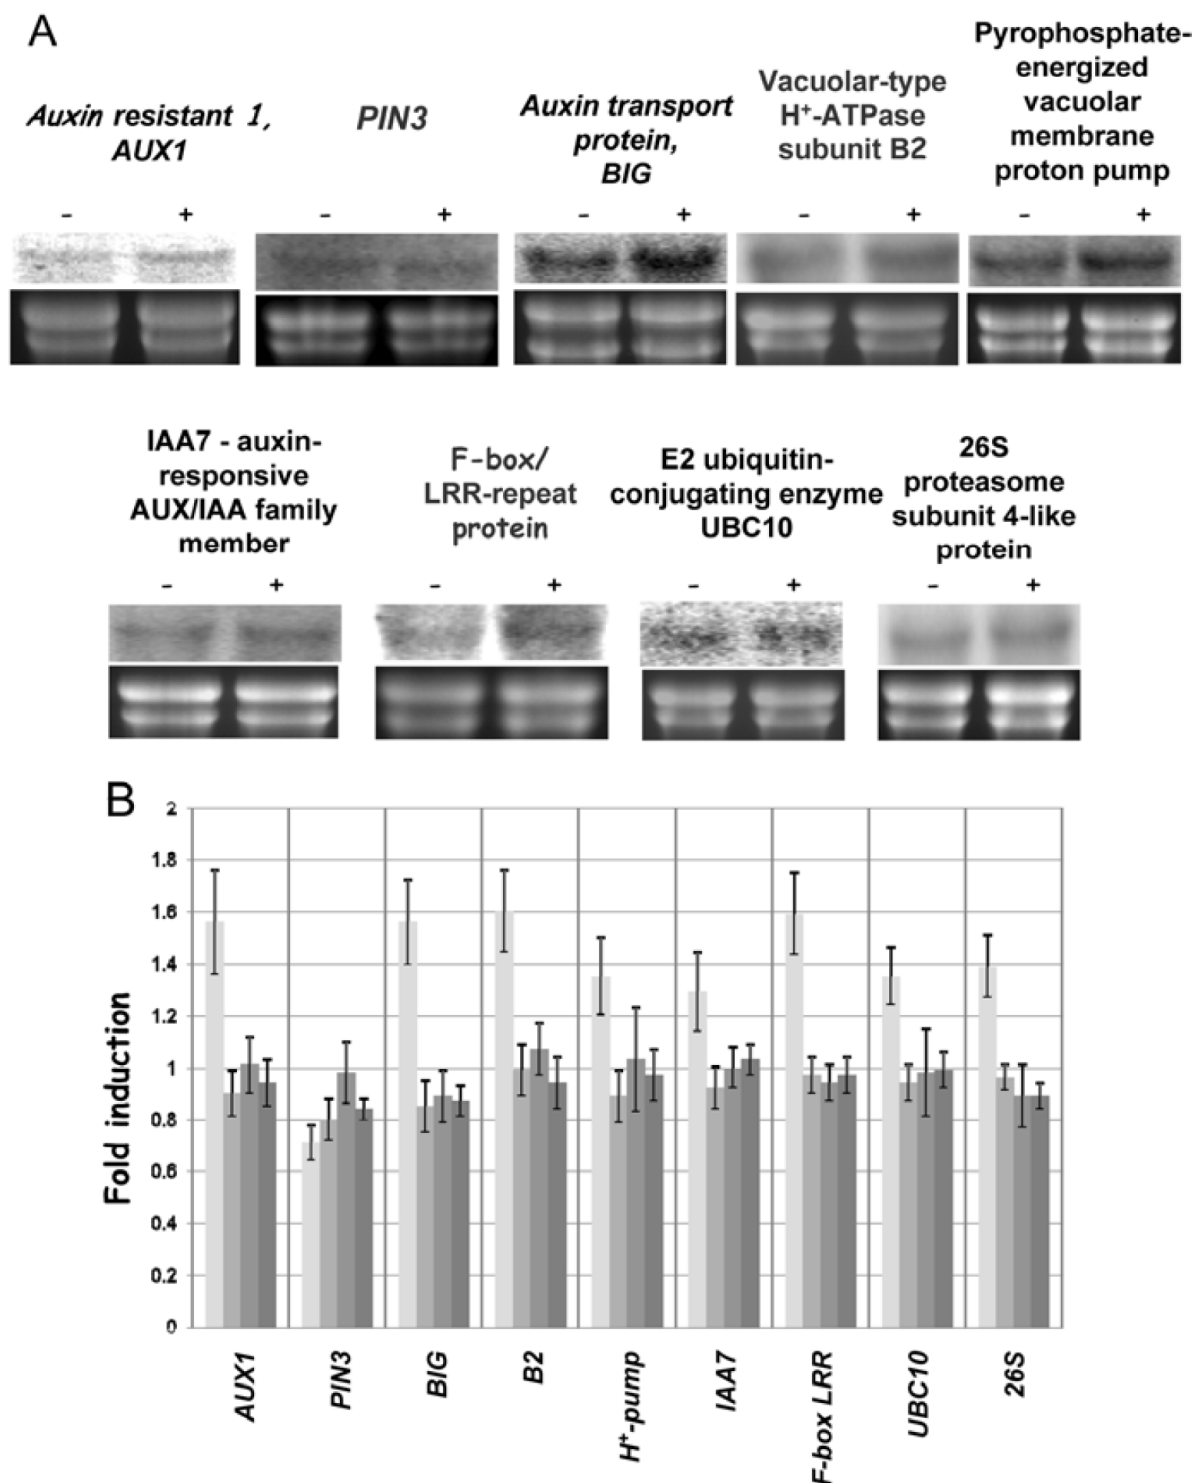 A
Auxin resistant 1,
AUX1
PIN3
Auxin transport
protein,
BIG
Vacuolar-type
H⁺-ATPase
subunit B2
Pyrophosphate-
energized
vacuolar
membrane
proton pump
- + - + - + - + - +
IAA7 - auxin-
responsive
AUX/IAA family
member
F-box/
LRR-repeat
protein
E2 ubiquitin-
conjugating enzyme
UBC10
26S
proteasome
subunit 4-like
protein
- + - + - + - +
B
Fold induction
2
1.8
1.6
1.4
1.2
1
0.8
0.6
0.4
0.2
0
AUX1
PIN3
BIG
B2
H⁺-pump
IAA7
F-box LRR
UBC10
26S